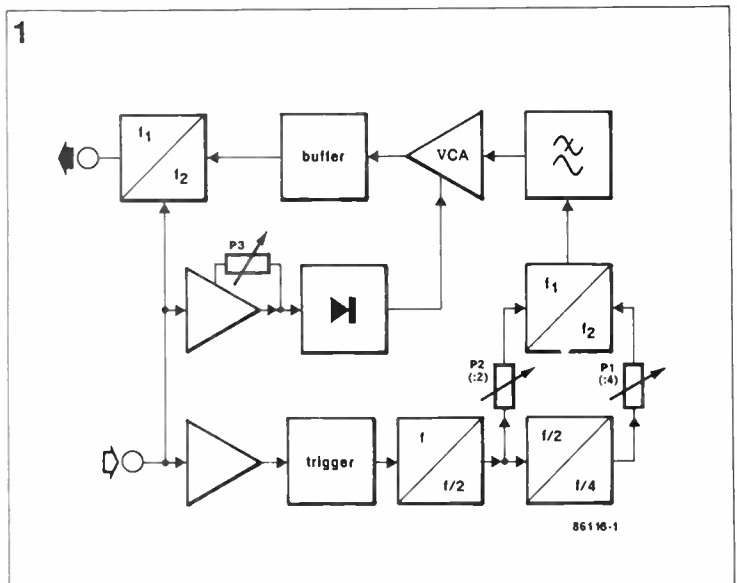 1
f1
f2
buffer
VCA
P3
f1
f2
P2
(:2)
P1
(:4)
trigger
f
f/2
f/2
f/4
86116-1